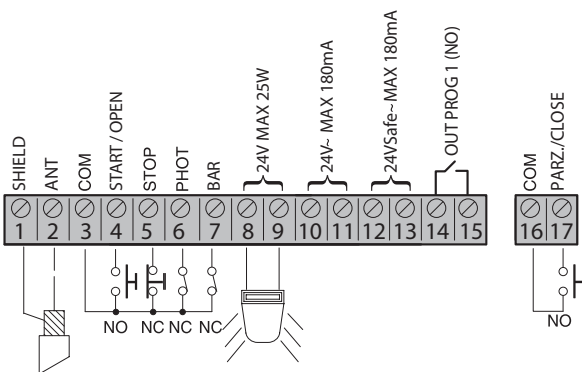 SHIELD
ANT
COM
START / OPEN
STOP
PHOT
BAR
24V MAX 25W
24V~ MAX 180mA
24VSafe~ MAX 180mA
OUT PROG 1 (NO)
COM
PARZ./CLOSE
1 2 3 4 5 6 7 8 9 10 11 12 13 14 15
16 17
NO NC NC NC
NO